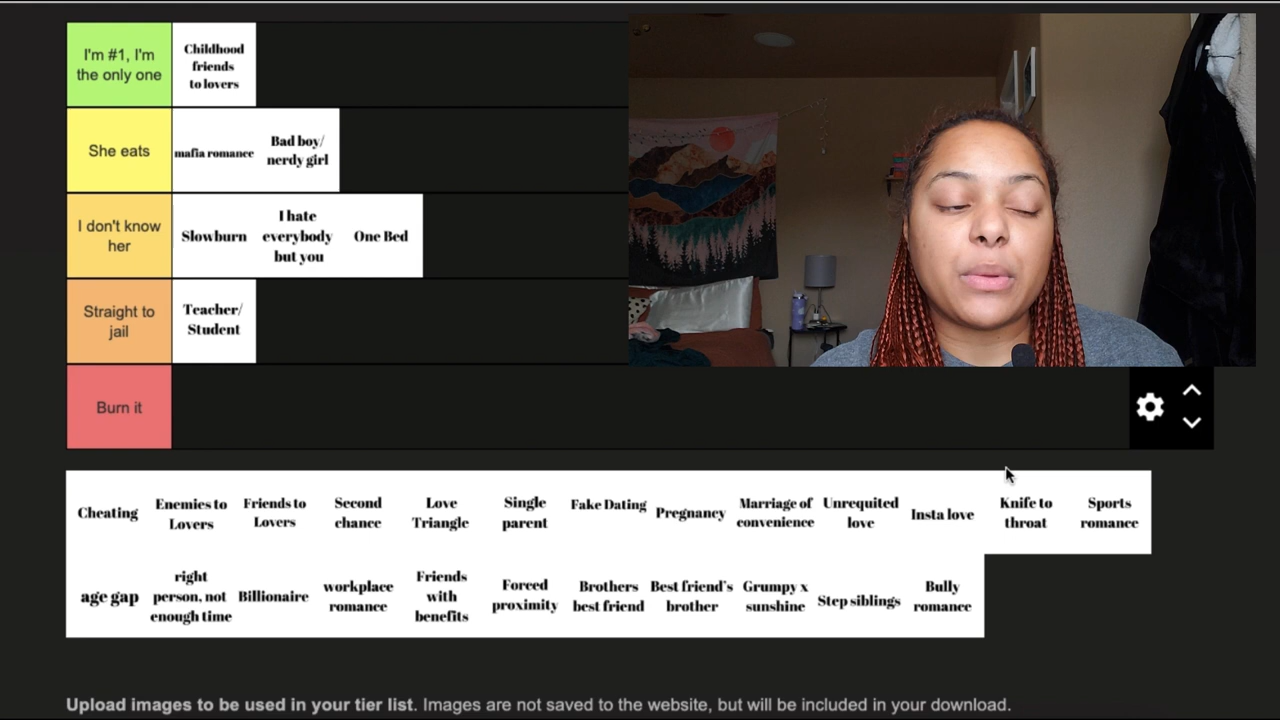 I'm #1, I'm
the only one
Childhood
friends
to lovers
She eats
mafia romance
Bad boy/
nerdy girl
I don't know
her
Slowburn
I hate
everybody
but you
One Bed
Straight to
jail
Teacher/
Student
Burn it
Cheating
Enemies to
Lovers
Friends to
Lovers
Second
chance
Love
Triangle
Single
parent
Fake Dating
Pregnancy
Marriage of
convenience
Unrequited
love
Insta love
Knife to
throat
Sports
romance
age gap
right
person, not
enough time
Billionaire
workplace
romance
Friends
with
benefits
Forced
proximity
Brothers
best friend
Best friend's
brother
Grumpy x
sunshine
Step siblings
Bully
romance
Upload images to be used in your tier list. Images are not saved to the website, but will be included in your download.